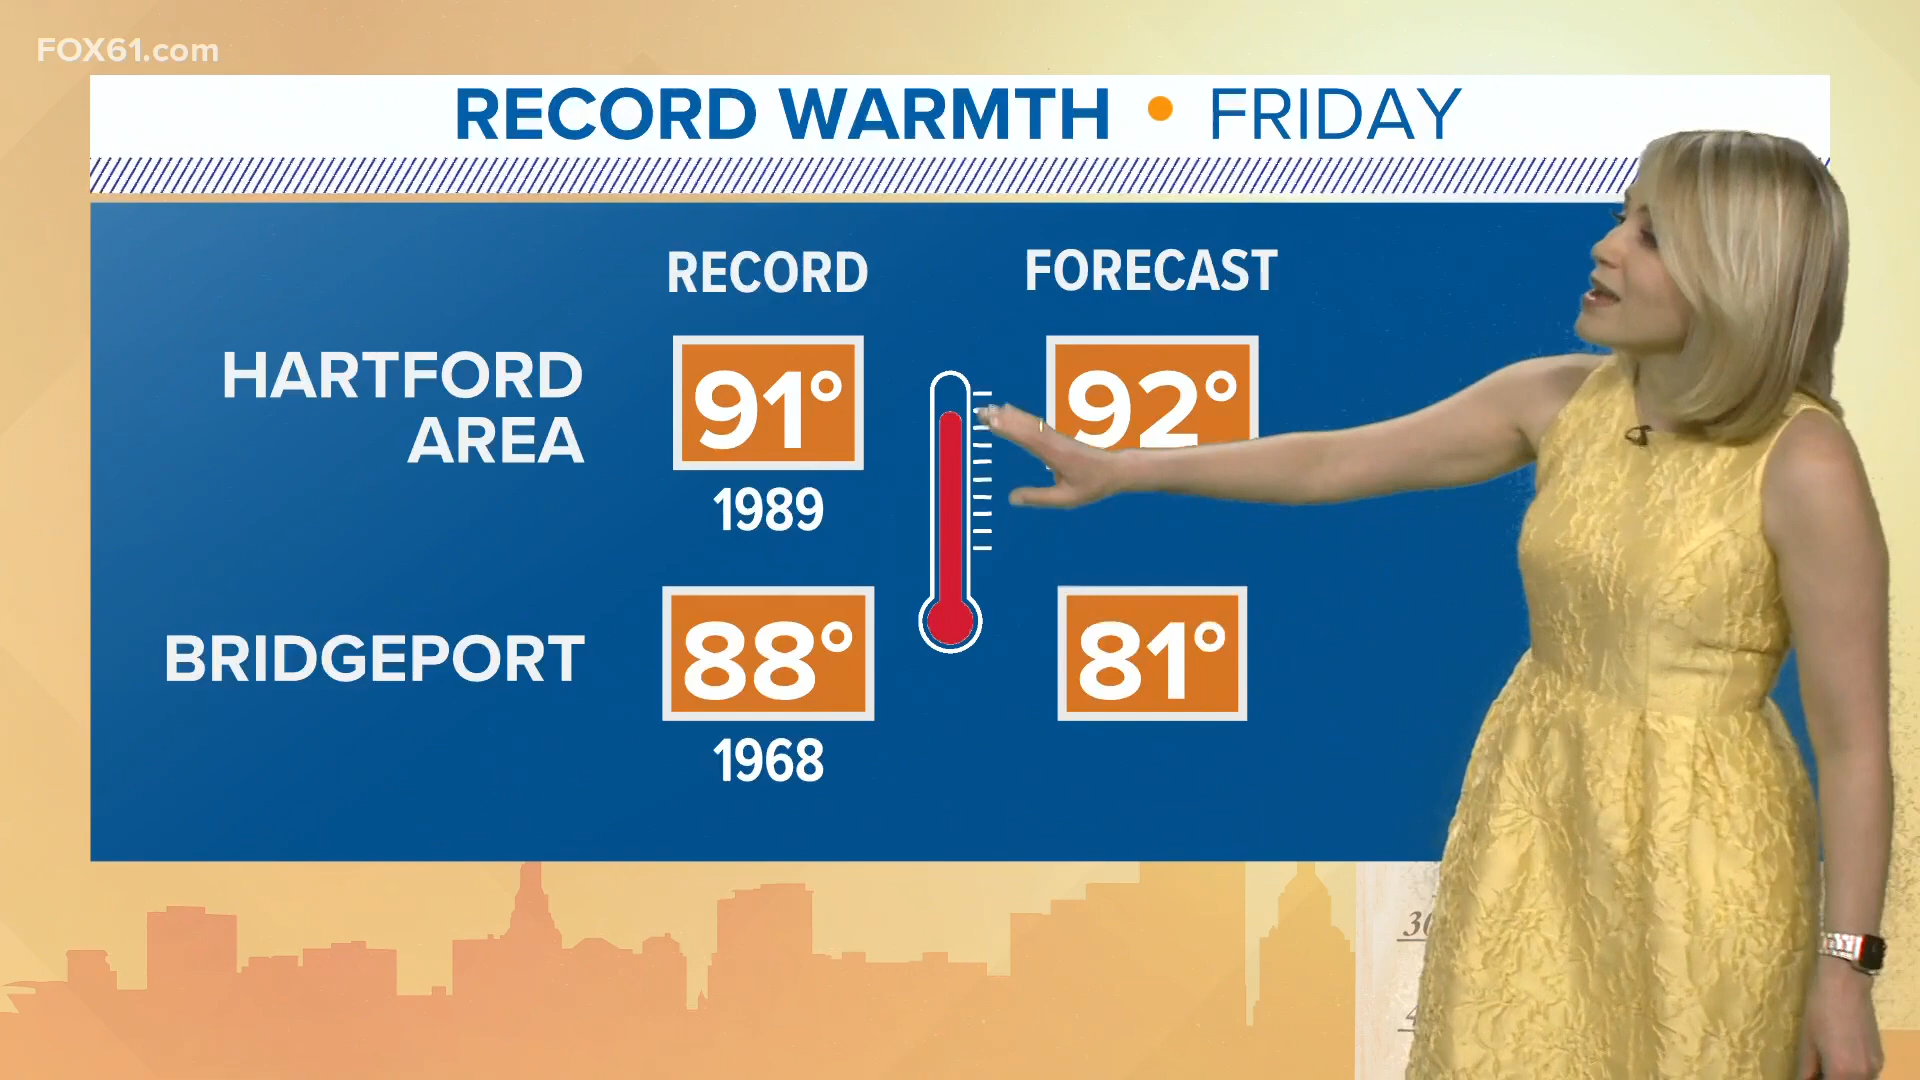 FOX61.com
RECORD WARMTH • FRIDAY
RECORD FORECAST
HARTFORD
AREA
91° 92°
1989
BRIDGEPORT
88° 81°
1968